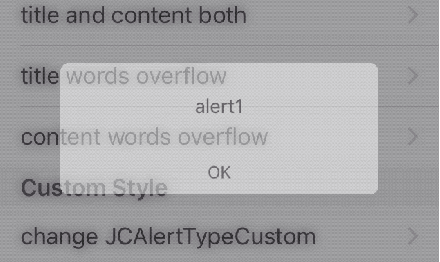 title and content both
title words overflow
alert1
content words overflow
OK
Custom Style
change JCAlertTypeCustom